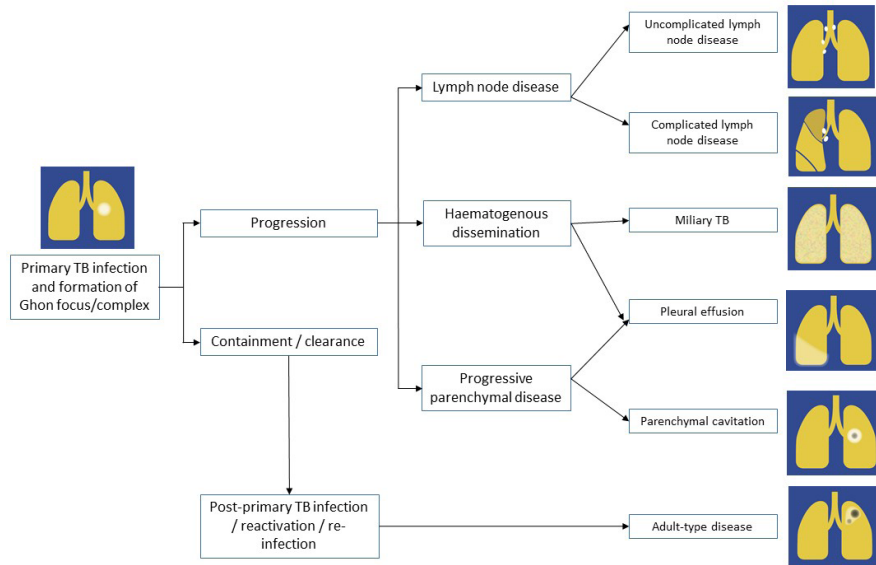 Primary TB infection
and formation of
Ghon focus/complex
Progression
Containment / clearance
Post-primary TB infection
/ reactivation / re-
infection
Lymph node disease
Haematogenous
dissemination
Progressive
parenchymal disease
Uncomplicated lymph
node disease
Complicated lymph
node disease
Miliary TB
Pleural effusion
Parenchymal cavitation
Adult-type disease